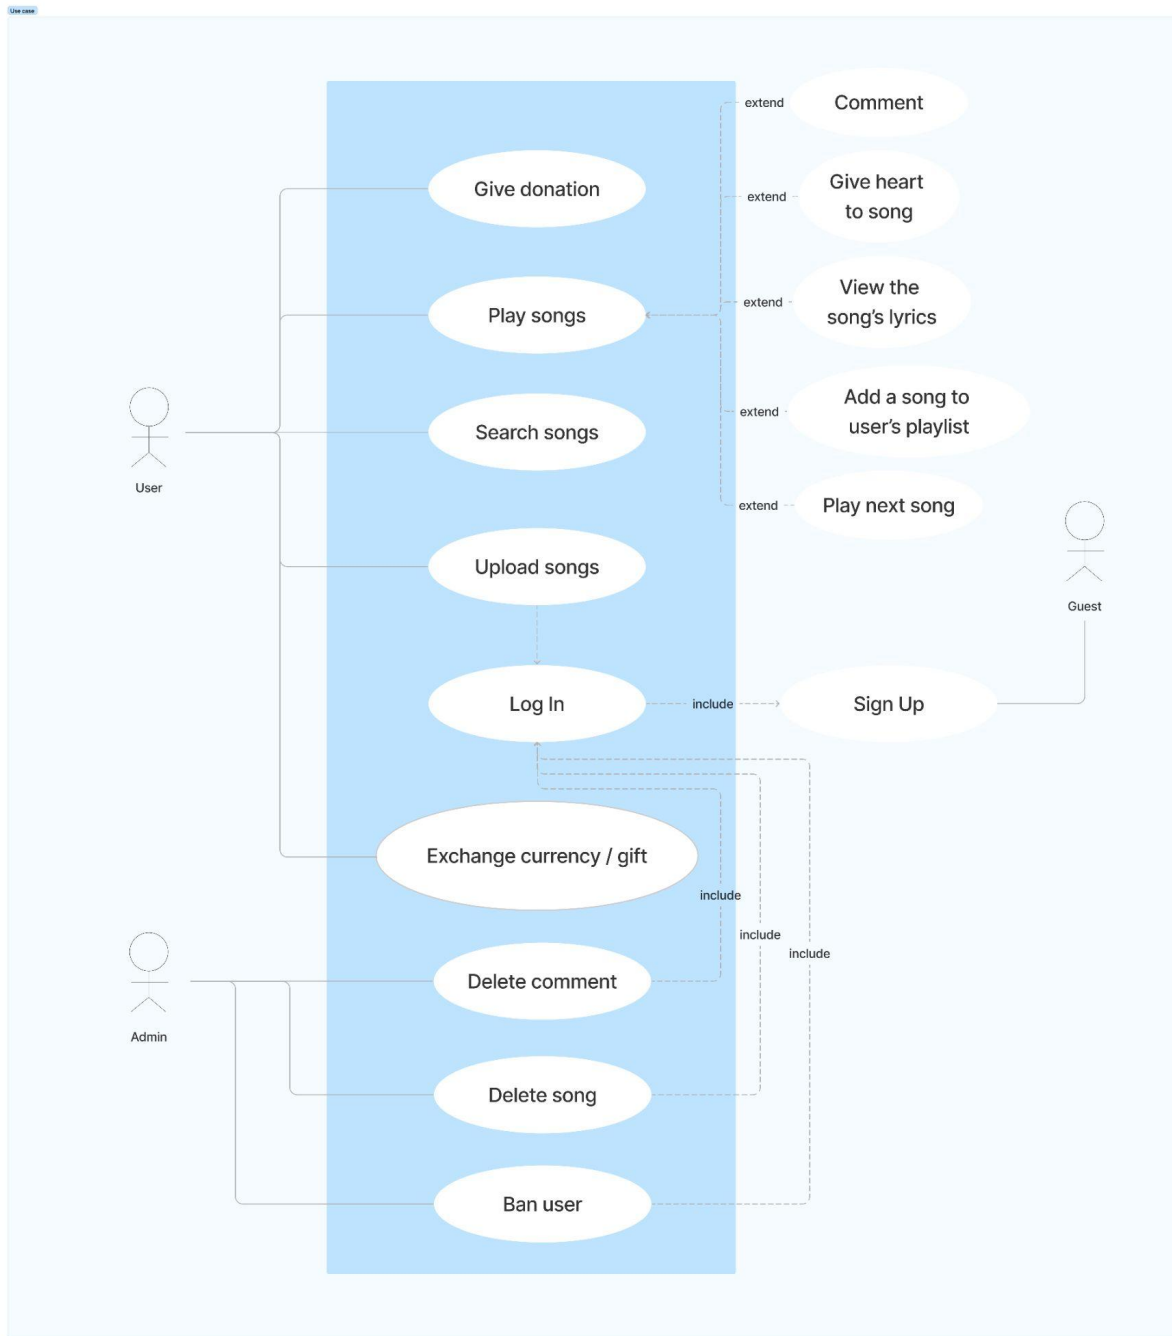 Use case
extend
Comment
Give donation
extend
Give heart
to song
extend
View the
song's lyrics
Play songs
extend
Add a song to
user's playlist
Search songs
User
extend
Play next song
Upload songs
Guest
Log In
include
Sign Up
Exchange currency / gift
include
include
include
Delete comment
Admin
Delete song
Ban user